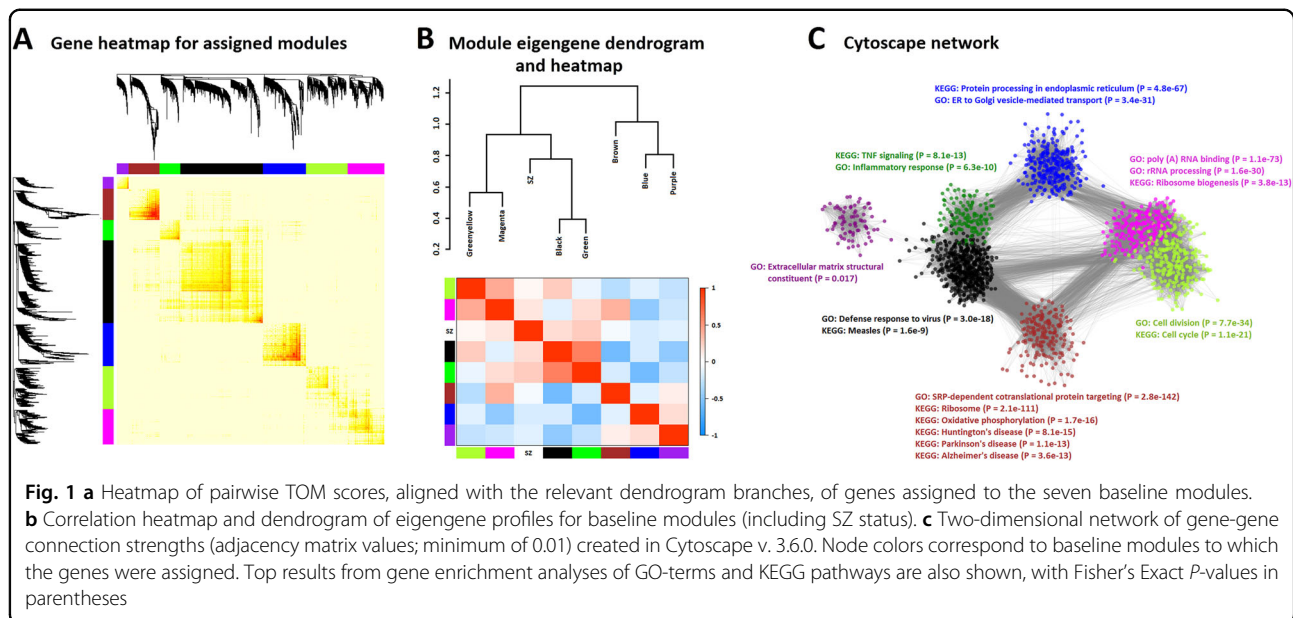 A Gene heatmap for assigned modules
B Module eigengene dendrogram
and heatmap
1.2
1.0
0.8
0.6
0.4
0.2
Greenyellow
Magenta
SZ
Black
Green
Brown
Blue
Purple
SZ
SZ
1
0.5
0
-0.5
-1
C Cytoscape network
KEGG: Protein processing in endoplasmic reticulum (P = 4.8e-67)
GO: ER to Golgi vesicle-mediated transport (P = 3.4e-31)
KEGG: TNF signaling (P = 8.1e-13)
GO: Inflammatory response (P = 6.3e-10)
GO: poly (A) RNA binding (P = 1.1e-73)
GO: rRNA processing (P = 1.6e-30)
KEGG: Ribosome biogenesis (P = 3.8e-13)
GO: Extracellular matrix structural
constituent (P = 0.017)
GO: Defense response to virus (P = 3.0e-18)
KEGG: Measles (P = 1.6e-9)
GO: Cell division (P = 7.7e-34)
KEGG: Cell cycle (P = 1.1e-21)
GO: SRP-dependent cotranslational protein targeting (P = 2.8e-142)
KEGG: Ribosome (P = 2.1e-111)
KEGG: Oxidative phosphorylation (P = 1.7e-16)
KEGG: Huntington's disease (P = 8.1e-15)
KEGG: Parkinson's disease (P = 1.1e-13)
KEGG: Alzheimer's disease (P = 3.6e-13)
Fig. 1 a Heatmap of pairwise TOM scores, aligned with the relevant dendrogram branches, of genes assigned to the seven baseline modules.
b Correlation heatmap and dendrogram of eigengene profiles for baseline modules (including SZ status). c Two-dimensional network of gene-gene
connection strengths (adjacency matrix values; minimum of 0.01) created in Cytoscape v. 3.6.0. Node colors correspond to baseline modules to which
the genes were assigned. Top results from gene enrichment analyses of GO-terms and KEGG pathways are also shown, with Fisher's Exact P-values in
parentheses